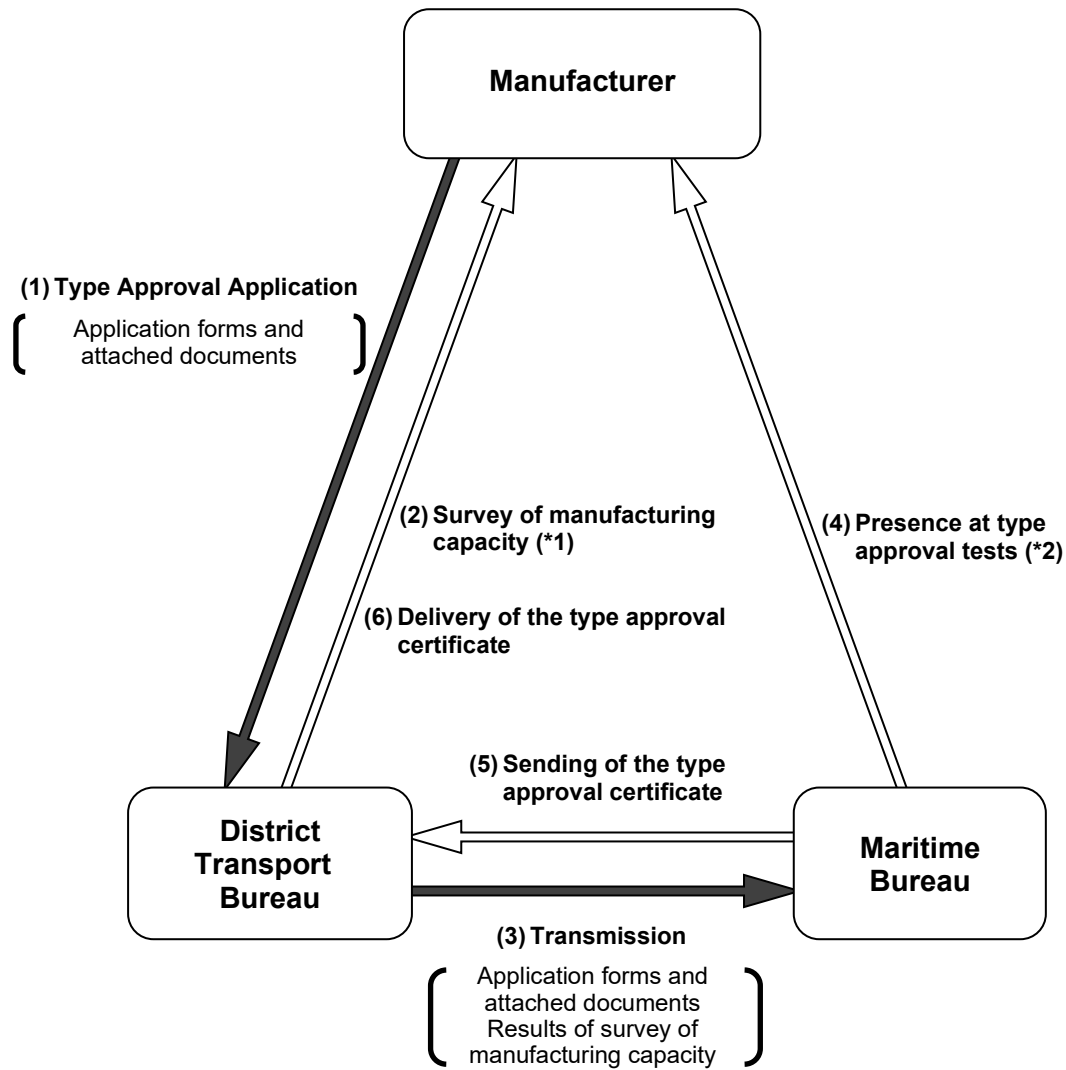 Manufacturer
(1) Type Approval Application
Application forms and
attached documents
(2) Survey of manufacturing
capacity (*1)
(4) Presence at type
approval tests (*2)
(6) Delivery of the type approval
certificate
(5) Sending of the type
approval certificate
District
Transport
Bureau
Maritime
Bureau
(3) Transmission
Application forms and
attached documents
Results of survey of
manufacturing capacity